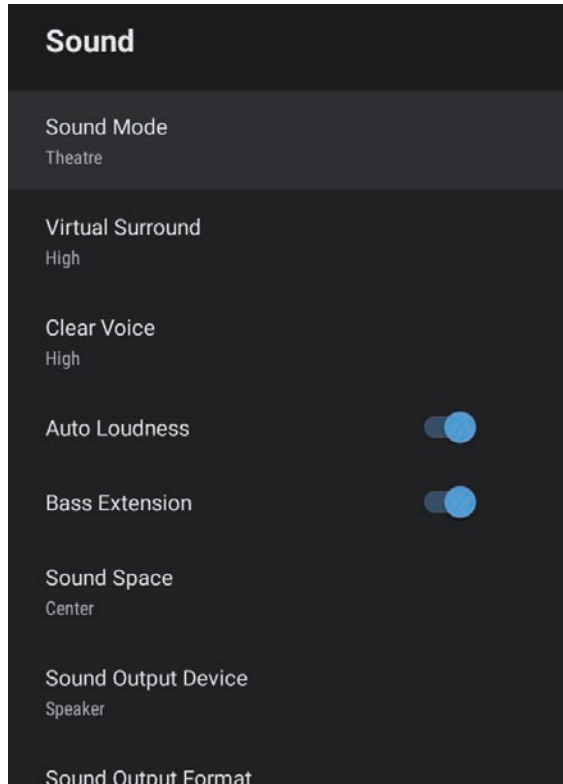 Sound
Sound Mode
Theatre
Virtual Surround
High
Clear Voice
High
Auto Loudness
Bass Extension
Sound Space
Center
Sound Output Device
Speaker
Sound Output Format